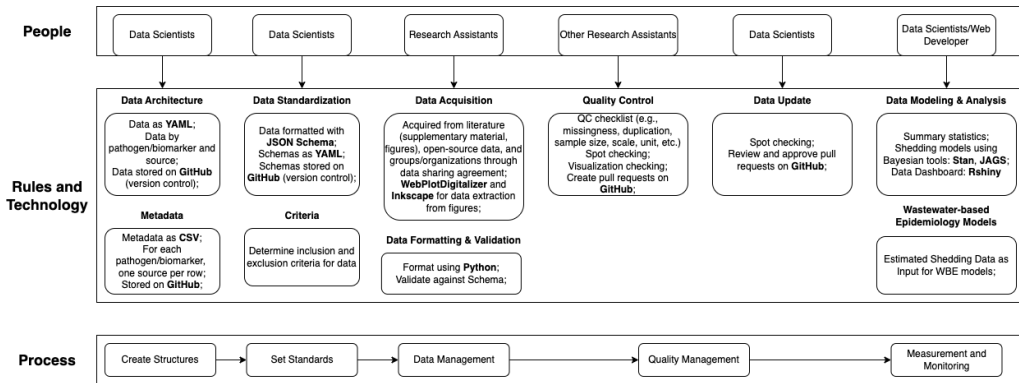 People
Data Scientists
Data Scientists
Research Assistants
Other Research Assistants
Data Scientists
Data Scientists/Web
Developer
Rules and
Technology
Data Architecture
Data as YAML;
Data by
pathogen/biomarker and
source;
Data stored on GitHub
(version control);
Metadata
Metadata as CSV;
For each
pathogen/biomarker,
one source per row;
Stored on GitHub;
Data Standardization
Data formatted with
JSON Schema;
Schemas as YAML;
Schemas stored on
GitHub (version control);
Criteria
Determine inclusion and
exclusion criteria for data
Data Acquisition
Acquired from literature
(supplementary material,
figures), open-source data, and
groups/organizations through
data sharing agreement;
WebPlotDigitalizer and
Inkscape for data extraction
from figures;
Data Formatting & Validation
Format using Python;
Validate against Schema;
Quality Control
QC checklist (e.g.,
missingness, duplication,
sample size, scale, unit, etc.)
Spot checking;
Visualization checking;
Create pull requests on
GitHub;
Data Update
Spot checking;
Review and approve pull
requests on GitHub;
Data Modeling & Analysis
Summary statistics;
Shedding models using
Bayesian tools: Stan, JAGS;
Data Dashboard: Rshiny
Wastewater-based
Epidemiology Models
Estimated Shedding Data as
Input for WBE models;
Process
Create Structures
Set Standards
Data Management
Quality Management
Measurement and
Monitoring